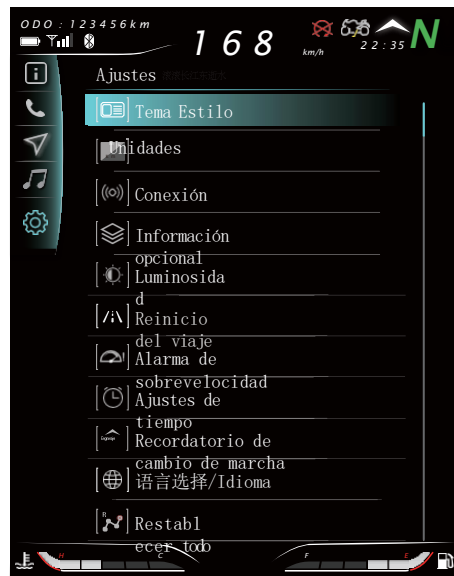 ODO: 123456km
168
km/h
22:35
N
Ajustes
Tema Estilo
Unidades
Conexión
Información
opcional
Luminosida
d
Reinicio
del viaje
Alarma de
sobrevelocidad
Ajustes de
tiempo
Recordatorio de
cambio de marcha
语言选择/Idioma
R
Restabl
ecer todo
H
C
F
E